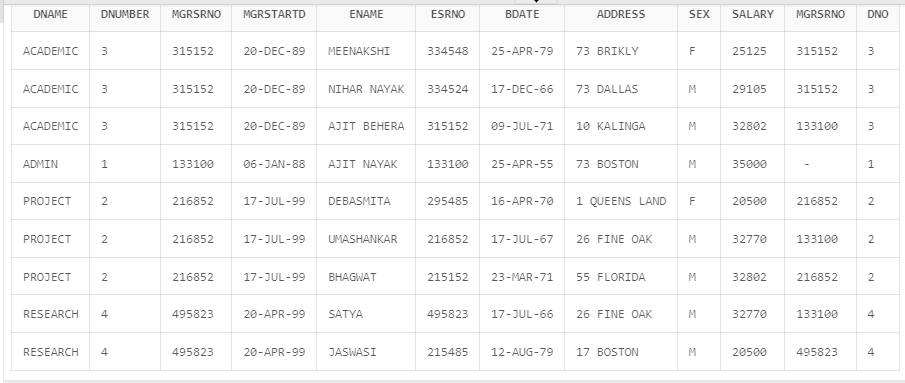 DNAME DNUMBER MGRSRNO MGRSTARTD ENAME ESRNO BDATE ADDRESS SEX SALARY MGRSRNO DNO
ACADEMIC 3 315152 20-DEC-89 MEENAKSHI 334548 25-APR-79 73 BRIKLY F 25125 315152 3
ACADEMIC 3 315152 20-DEC-89 NIHAR NAYAK 334524 17-DEC-66 73 DALLAS M 29105 315152 3
ACADEMIC 3 315152 20-DEC-89 AJIT BEHERA 315152 09-JUL-71 10 KALINGA M 32802 133100 3
ADMIN 1 133100 06-JAN-88 AJIT NAYAK 133100 25-APR-55 73 BOSTON M 35000 - 1
PROJECT 2 216852 17-JUL-99 DEBASMITA 295485 16-APR-70 1 QUEENS LAND F 20500 216852 2
PROJECT 2 216852 17-JUL-99 UMASHANKAR 216852 17-JUL-67 26 FINE OAK M 32770 133100 2
PROJECT 2 216852 17-JUL-99 BHAGWAT 215152 23-MAR-71 55 FLORIDA M 32802 216852 2
RESEARCH 4 495823 20-APR-99 SATYA 495823 17-JUL-66 26 FINE OAK M 32770 133100 4
RESEARCH 4 495823 20-APR-99 JASWASI 215485 12-AUG-79 17 BOSTON M 20500 495823 4